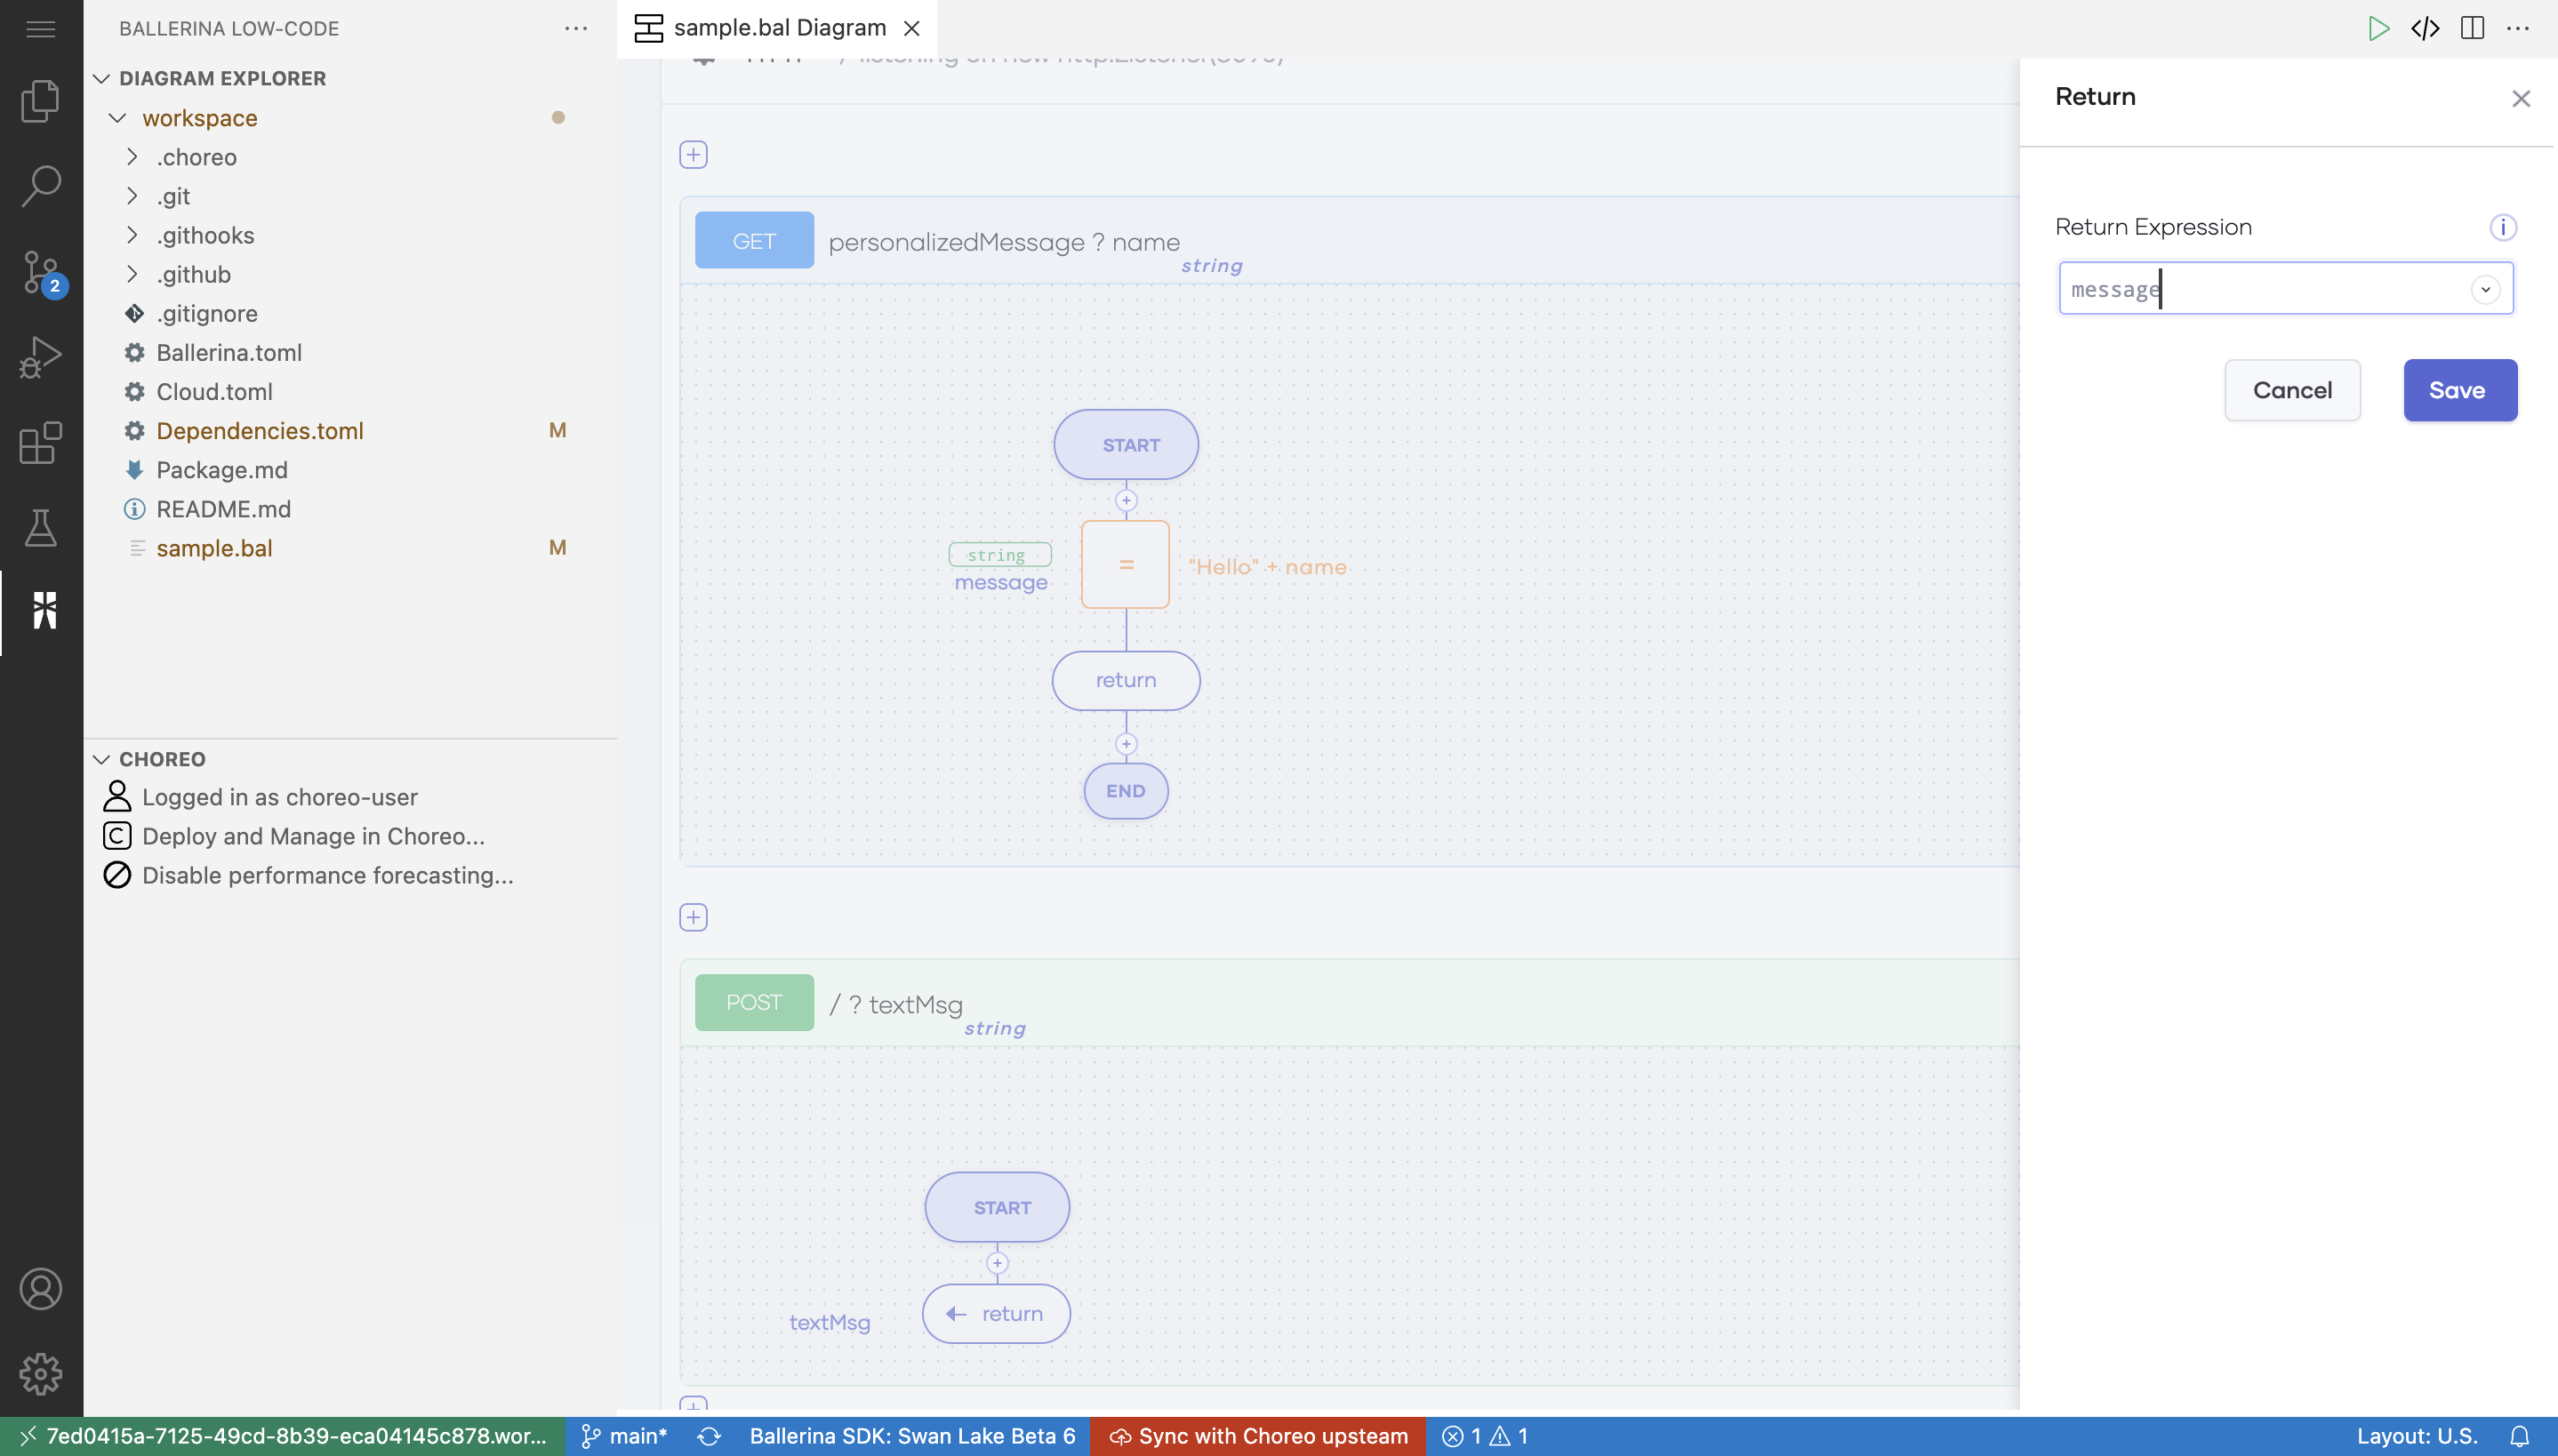 BALLERINA LOW-CODE
DIAGRAM EXPLORER
workspace
.choreo
.git
.githooks
.github
.gitignore
Ballerina.toml
Cloud.toml
Dependencies.toml M
Package.md
README.md
sample.bal M
CHOREO
Logged in as choreo-user
Deploy and Manage in Choreo...
Disable performance forecasting...
2
sample.bal Diagram
GET personalizedMessage ? name
string
START
string
message
=
"Hello" + name
return
END
POST / ? textMsg
string
START
textMsg
return
Return
Return Expression
message
Cancel
Save
7ed0415a-7125-49cd-8b39-eca04145c878.wor... main* Ballerina SDK: Swan Lake Beta 6 Sync with Choreo upsteam 1 1 Layout: U.S.